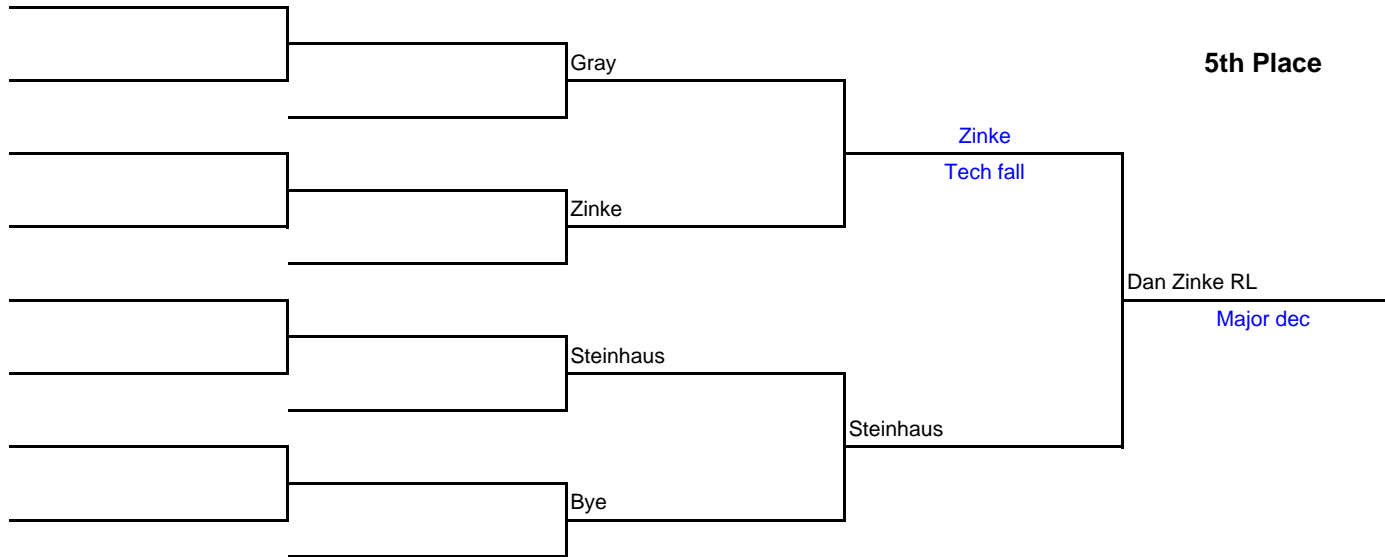 Gray
5th Place
Zinke
Tech fall
Zinke
Dan Zinke RL
Major dec
Steinhaus
Steinhaus
Bye